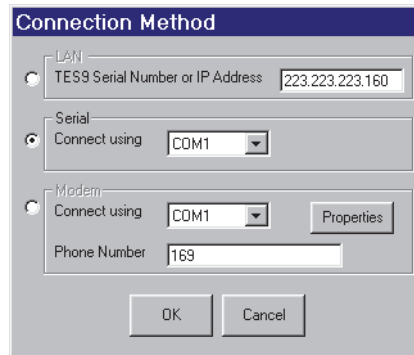 Connection Method
LAN
TES9 Serial Number or IP Address 223.223.223.160
Serial
Connect using COM1
Modem
Connect using COM1 Properties
Phone Number 169
OK Cancel